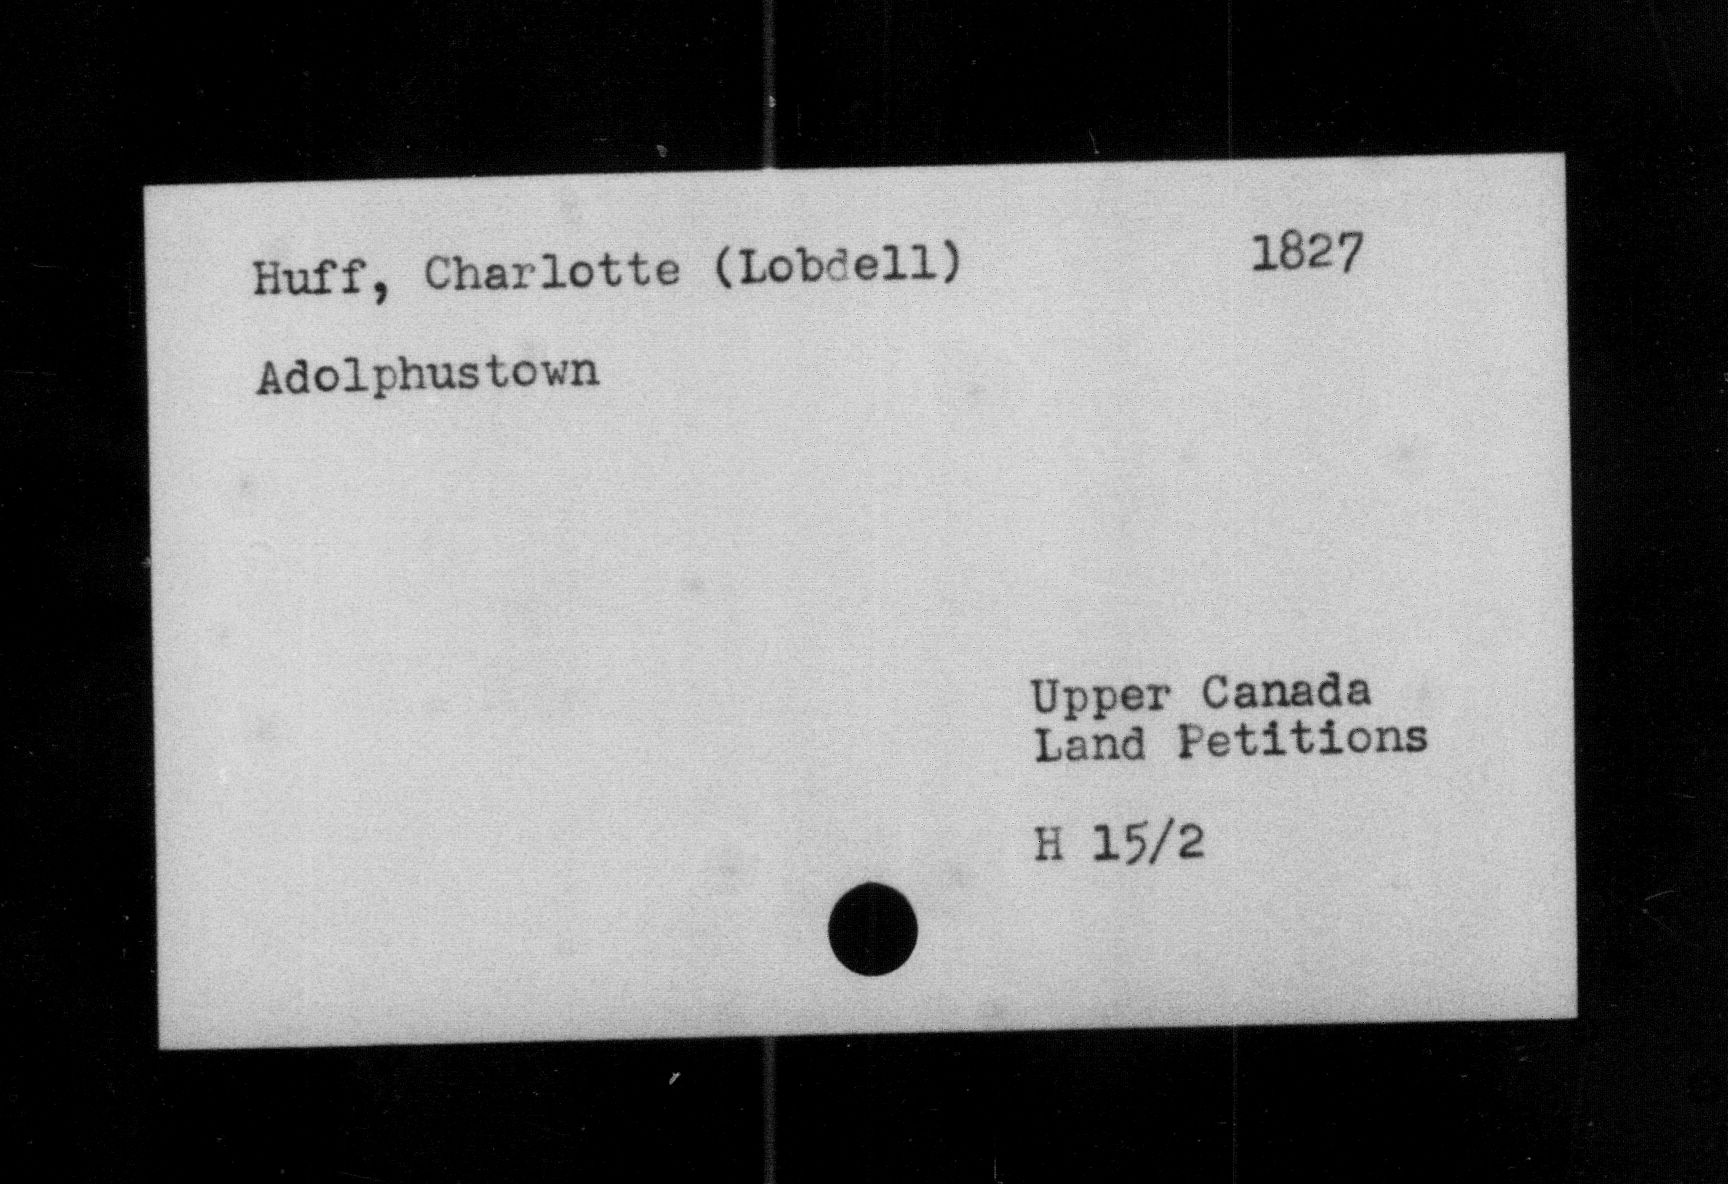 Huff, Charlotte (Lobdell) 1827
Adolphustown
Upper Canada
Land Petitions
H 15/2